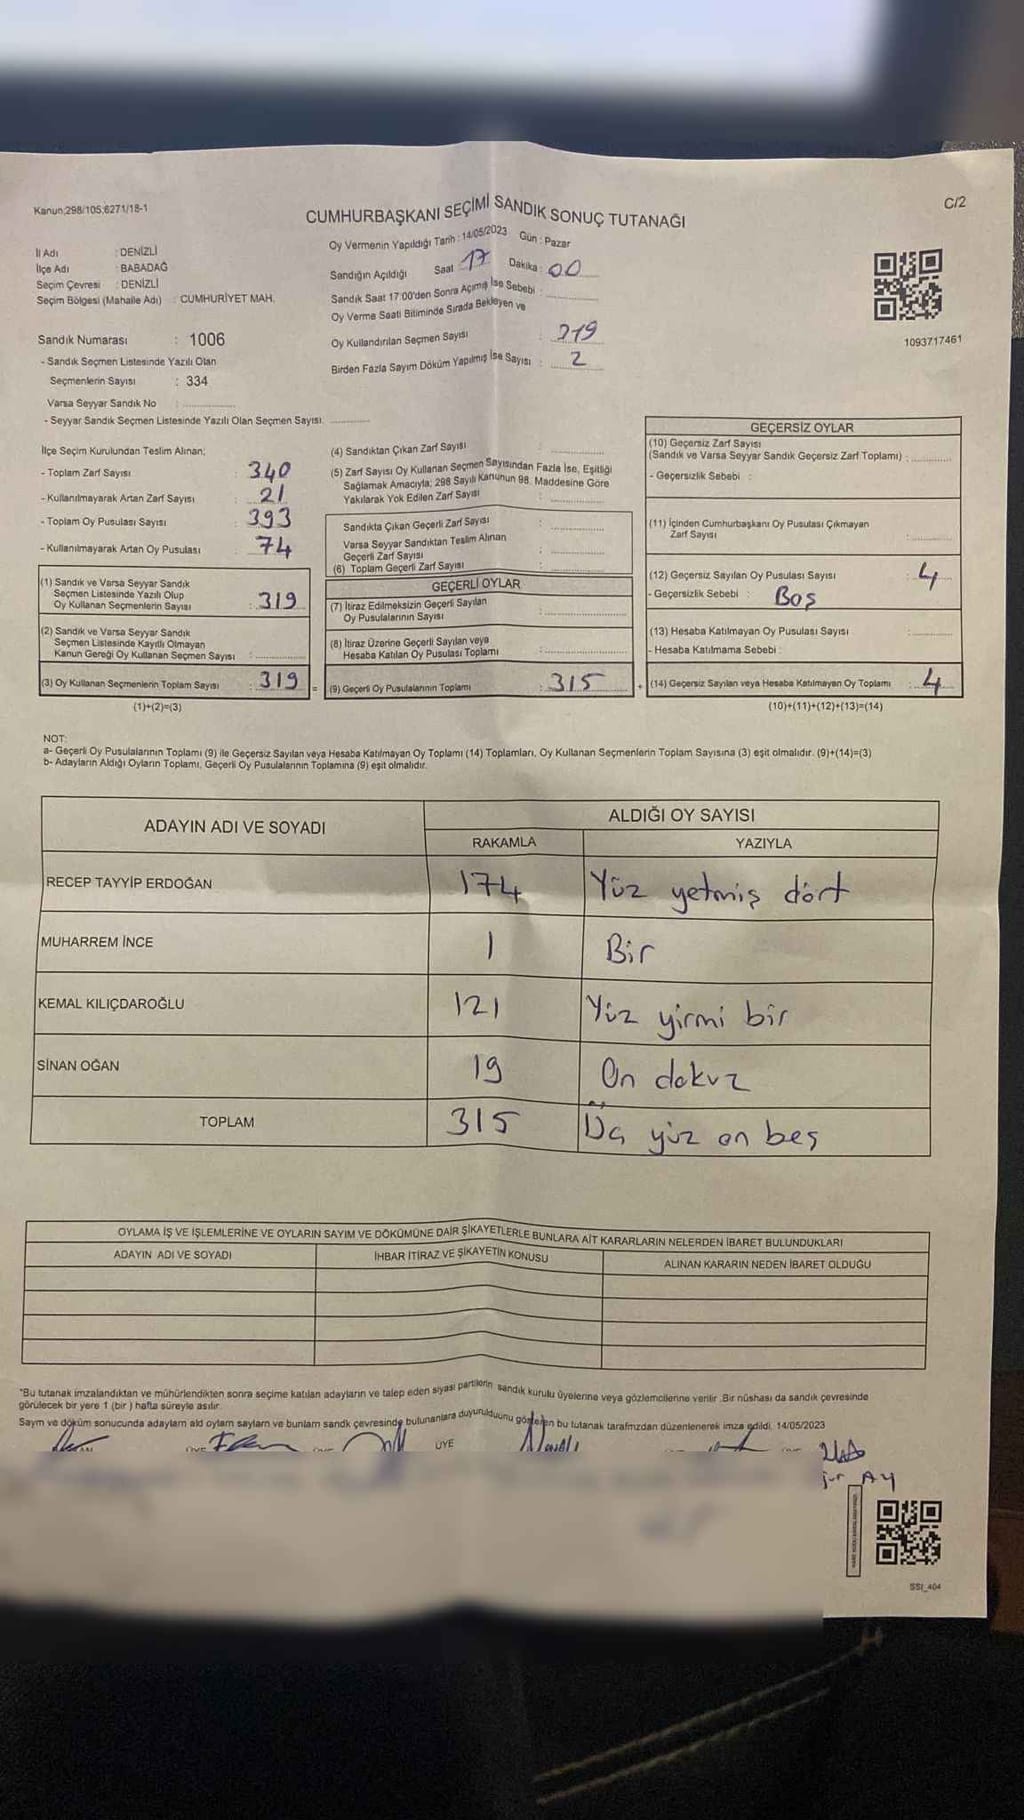 Kanun;298/105;6271/18-1
C/2
CUMHURBAŞKANI SEÇİMİ SANDIK SONUÇ TUTANAĞI
İl Adı : DENİZLİ
İlçe Adı : BABADAĞ
Seçim Çevresi : DENİZLİ
Seçim Bölgesi (Mahalle Adı) : CUMHURİYET MAH.
Oy Vermenin Yapıldığı Tarih : 14/05/2023 Gün : Pazar
Sandığın Açıldığı Saat 17 Dakika : 00
Sandık Saat 17:00'den Sonra Açımış İse Sebebi :
Oy Verme Saati Bitiminde Sırada Bekleyen ve
Oy Kullandırılan Seçmen Sayısı : 319
Birden Fazla Sayım Döküm Yapılmış İse Sayısı : 2
1093717461
Sandık Numarası : 1006
- Sandık Seçmen Listesinde Yazılı Olan
Seçmenlerin Sayısı : 334
Varsa Seyyar Sandık No :
- Seyyar Sandık Seçmen Listesinde Yazılı Olan Seçmen Sayısı.
İlçe Seçim Kurulundan Teslim Alınan;
- Toplam Zarf Sayısı : 340
- Kullanılmayarak Artan Zarf Sayısı : 21
- Toplam Oy Pusulası Sayısı : 393
- Kullanılmayarak Artan Oy Pusulası : 74
(1) Sandık ve Varsa Seyyar Sandık
Seçmen Listesinde Yazılı Olup
Oy Kullanan Seçmenlerin Sayısı : 319
(2) Sandık ve Varsa Seyyar Sandık
Seçmen Listesinde Kayıtlı Olmayan
Kanun Gereği Oy Kullanan Seçmen Sayısı :
(3) Oy Kullanan Seçmenlerin Toplam Sayısı : 319
(1)+(2)=(3)
(4) Sandıktan Çıkan Zarf Sayısı :
(5) Zarf Sayısı Oy Kullanan Seçmen Sayısından Fazla İse, Eşitliği
Sağlamak Amacıyla; 298 Sayılı Kanunun 98. Maddesine Göre
Yakılarak Yok Edilen Zarf Sayısı :
Sandıkta Çıkan Geçerli Zarf Sayısı :
Varsa Seyyar Sandıktan Teslim Alınan
Geçerli Zarf Sayısı :
(6) Toplam Geçerli Zarf Sayısı :
GEÇERLİ OYLAR
(7) İtiraz Edilmeksizin Geçerli Sayılan
Oy Pusulalarının Sayısı :
(8) İtiraz Üzerine Geçerli Sayılan veya
Hesaba Katılan Oy Pusulası Toplamı :
= (9) Geçerli Oy Pusulalarının Toplamı : 315
GEÇERSİZ OYLAR
(10) Geçersiz Zarf Sayısı
(Sandık ve Varsa Seyyar Sandık Geçersiz Zarf Toplamı) :
- Geçersizlik Sebebi :
(11) İçinden Cumhurbaşkanı Oy Pusulası Çıkmayan
Zarf Sayısı :
(12) Geçersiz Sayılan Oy Pusulası Sayısı : 4
- Geçersizlik Sebebi : Boş
(13) Hesaba Katılmayan Oy Pusulası Sayısı :
- Hesaba Katılmama Sebebi :
+ (14) Geçersiz Sayılan veya Hesaba Katılmayan Oy Toplamı : 4
(10)+(11)+(12)+(13)=(14)
NOT:
a- Geçerli Oy Pusulalarının Toplamı (9) ile Geçersiz Sayılan veya Hesaba Katılmayan Oy Toplamı (14) Toplamları, Oy Kullanan Seçmenlerin Toplam Sayısına (3) eşit olmalıdır. (9)+(14)=(3)
b- Adayların Aldığı Oyların Toplamı, Geçerli Oy Pusulalarının Toplamına (9) eşit olmalıdır.
ADAYIN ADI VE SOYADI
ALDIĞI OY SAYISI
RAKAMLA YAZIYLA
RECEP TAYYİP ERDOĞAN 174 Yüz yetmiş dört
MUHARREM İNCE 1 Bir
KEMAL KILIÇDAROĞLU 121 Yüz yirmi bir
SİNAN OĞAN 19 On dokuz
TOPLAM 315 Üç yüz on beş
OYLAMA İŞ VE İŞLEMLERİNE VE OYLARIN SAYIM VE DÖKÜMÜNE DAİR ŞİKAYETLERLE BUNLARA AİT KARARLARIN NELERDEN İBARET BULUNDUKLARI
ADAYIN ADI VE SOYADI İHBAR İTİRAZ VE ŞİKAYETİN KONUSU ALINAN KARARIN NEDEN İBARET OLDUĞU
"Bu tutanak imzalandıktan ve mühürlendikten sonra seçime katılan adayların ve talep eden siyasi partilerin sandık kurulu üyelerine veya gözlemcilerine verilir .Bir nüshası da sandık çevresinde
görülecek bir yere 1 (bir ) hafta süreyle asılır.
Sayım ve döküm sonucunda adayların aldı oyların sayların ve bunların sandk çevresinde bulunanlara duyurulduunu gösteren bu tutanak tarafmzdan düzenlenerek imza edildi. 14/05/2023
ÜYE
SSI_404